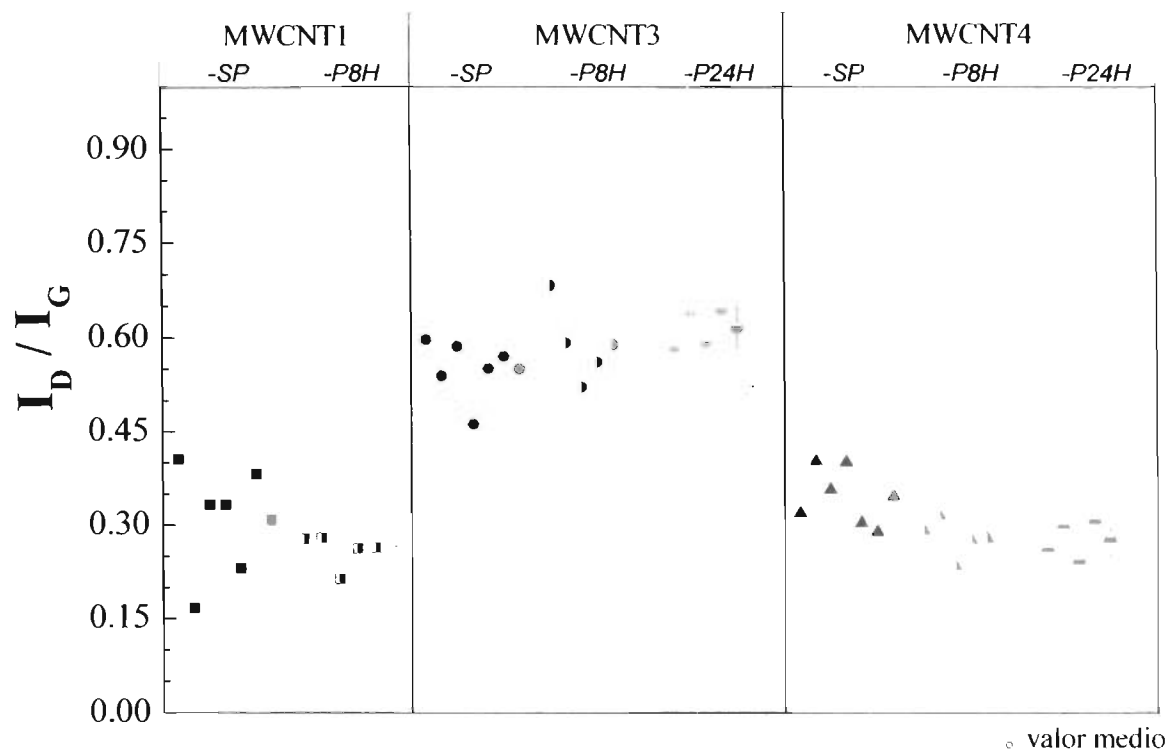 MWCNT1 MWCNT3 MWCNT4
-SP -P8H -SP -P8H -P24H -SP -P8H -P24H
0.90
0.75
0.60
0.45
0.30
0.15
0.00
I_D / I_G
○ valor medio